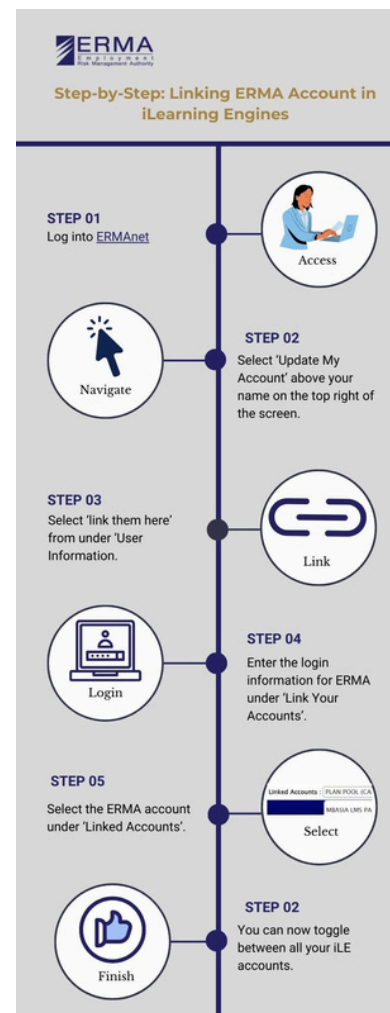 ERMA
Employment
Risk Management Authority
Step-by-Step: Linking ERMA Account in
iLearning Engines
STEP 01
Log into ERMAnet
Access
STEP 02
Select 'Update My
Account' above your
name on the top right of
the screen.
Navigate
STEP 03
Select 'link them here'
from under 'User
Information.
Link
STEP 04
Enter the login
information for ERMA
under 'Link Your
Accounts'.
Login
STEP 05
Select the ERMA account
under 'Linked Accounts'.
Linked Accounts : PLAN POOL (CA
MBASIA LMS PA
Select
STEP 02
You can now toggle
between all your iLE
accounts.
Finish